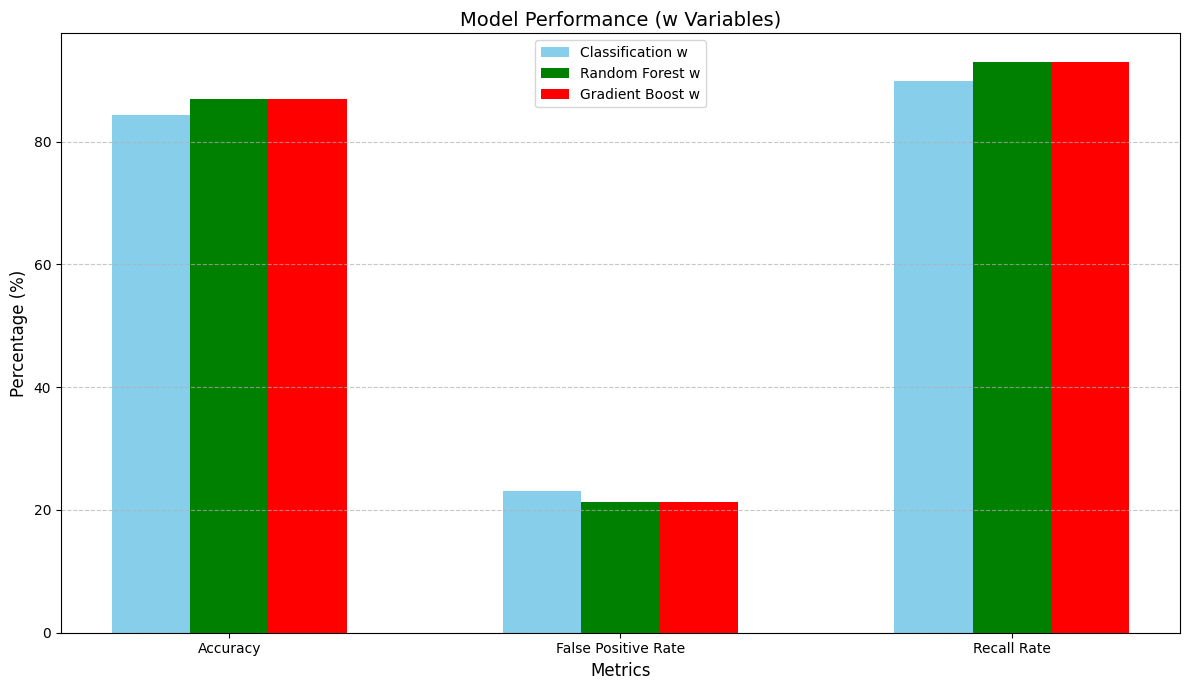 Model Performance (w Variables)
Classification w
Random Forest w
Gradient Boost w
Percentage (%)
80
60
40
20
0
Accuracy
False Positive Rate
Recall Rate
Metrics